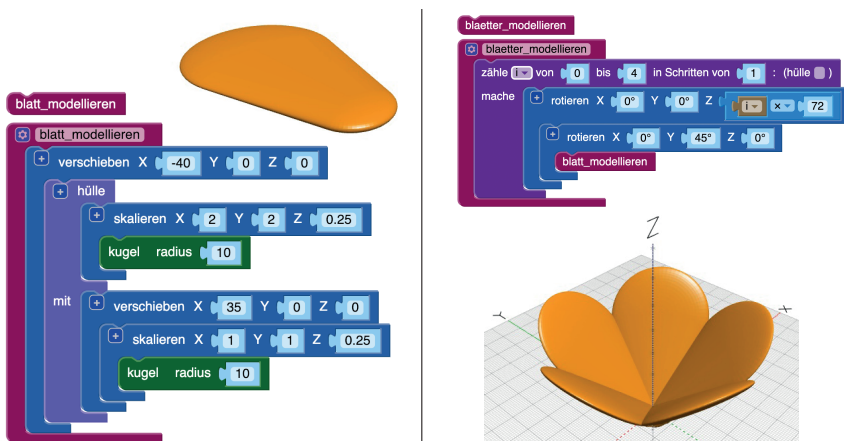 blatt_modellieren
blatt_modellieren
verschieben X -40 Y 0 Z 0
hülle
skalieren X 2 Y 2 Z 0.25
kugel radius 10
mit verschieben X 35 Y 0 Z 0
skalieren X 1 Y 1 Z 0.25
kugel radius 10
blaetter_modellieren
blaetter_modellieren
zähle i von 0 bis 4 in Schritten von 1 : (hülle )
mache rotieren X 0° Y 0° Z i × 72
rotieren X 0° Y 45° Z 0°
blatt_modellieren
Z
Y
X